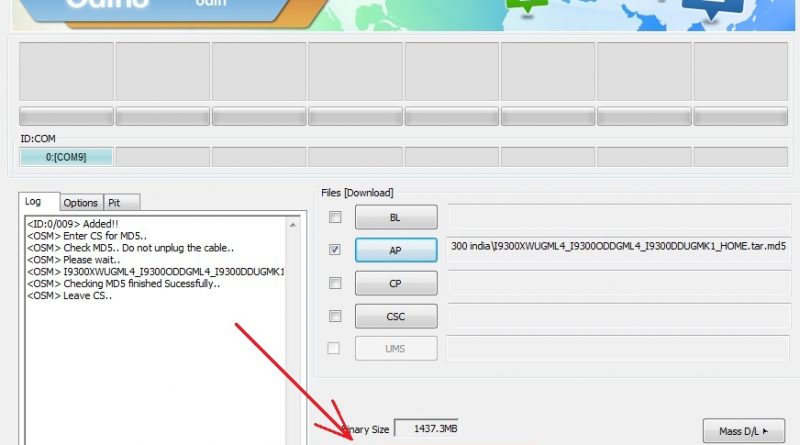 Odin
ID:COM
0:[COM9]
Log
Options
Pit
<ID:0/009> Added!!
<OSM> Enter CS for MD5..
<OSM> Check MD5.. Do not unplug the cable..
<OSM> Please wait..
<OSM> I9300XWUGML4_I9300ODDGML4_I9300DDUGMK1
<OSM> Checking MD5 finished Sucessfully..
<OSM> Leave CS..
Files [Download]
BL
AP
300 india\I9300XWUGML4_I9300ODDGML4_I9300DDUGMK1_HOME.tar.md5
CP
CSC
UMS
Binary Size
1437.3MB
Mass D/L